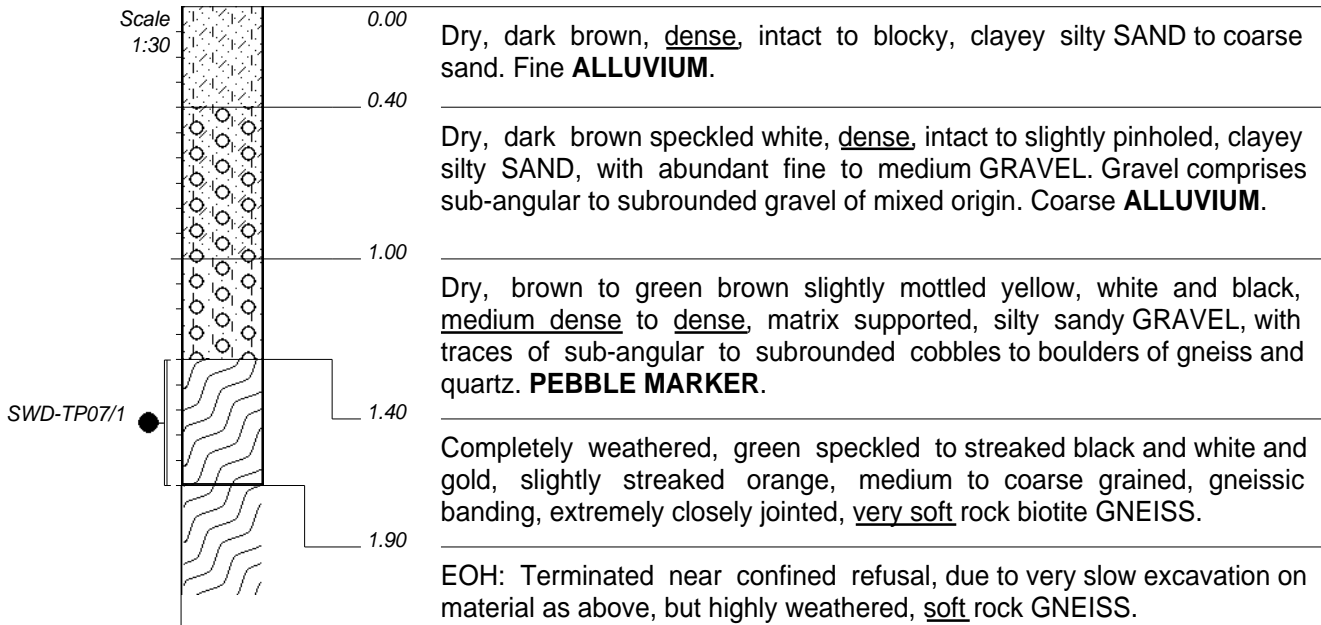 Scale
1:30
0.00
Dry, dark brown, dense, intact to blocky, clayey silty SAND to coarse
sand. Fine ALLUVIUM.
0.40
Dry, dark brown speckled white, dense, intact to slightly pinholed, clayey
silty SAND, with abundant fine to medium GRAVEL. Gravel comprises
sub-angular to subrounded gravel of mixed origin. Coarse ALLUVIUM.
1.00
Dry, brown to green brown slightly mottled yellow, white and black,
medium dense to dense, matrix supported, silty sandy GRAVEL, with
traces of sub-angular to subrounded cobbles to boulders of gneiss and
quartz. PEBBLE MARKER.
SWD-TP07/1
1.40
Completely weathered, green speckled to streaked black and white and
gold, slightly streaked orange, medium to coarse grained, gneissic
banding, extremely closely jointed, very soft rock biotite GNEISS.
1.90
EOH: Terminated near confined refusal, due to very slow excavation on
material as above, but highly weathered, soft rock GNEISS.